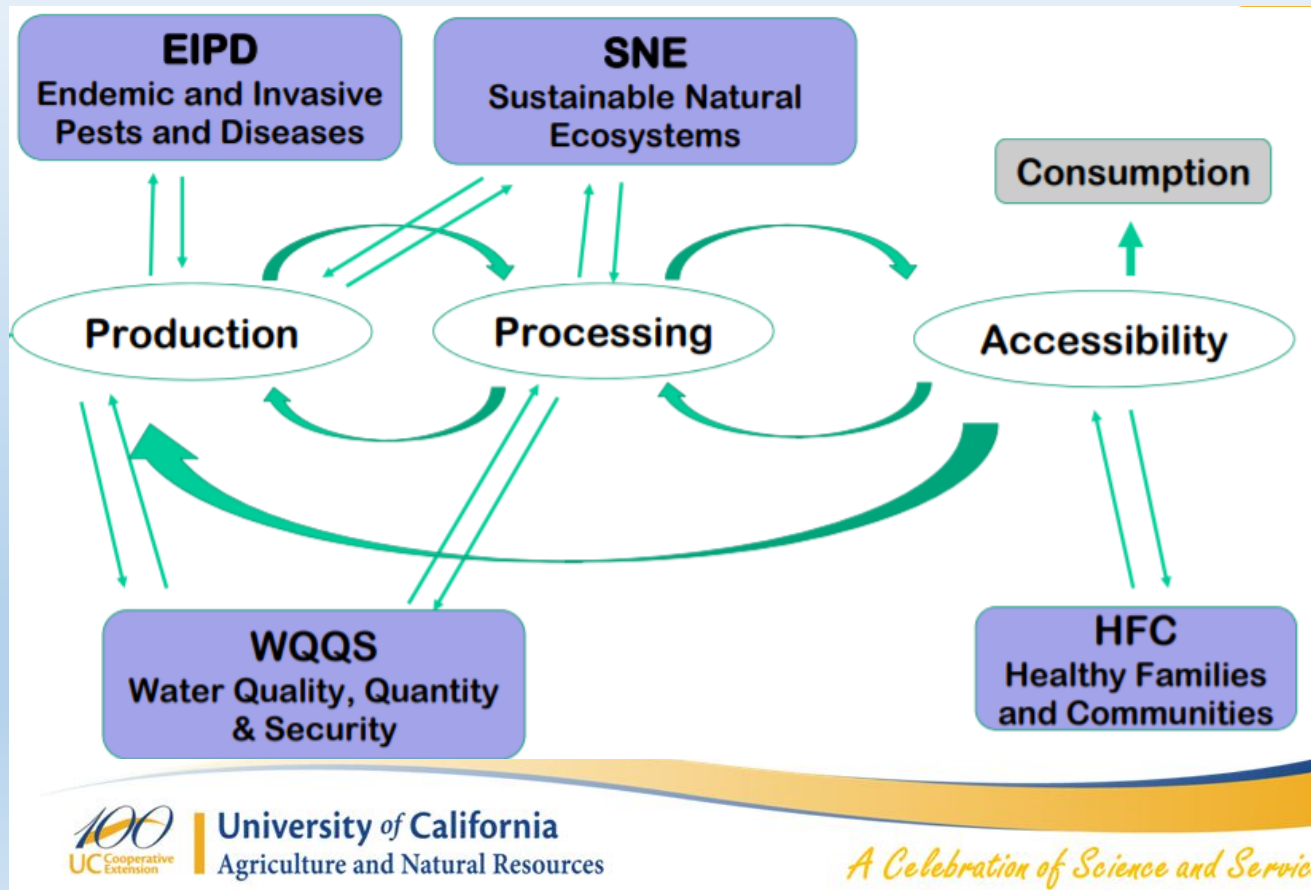 EIPD
Endemic and Invasive
Pests and Diseases
SNE
Sustainable Natural
Ecosystems
Consumption
Production
Processing
Accessibility
WQQS
Water Quality, Quantity
& Security
HFC
Healthy Families
and Communities
100
UC Cooperative
Extension
University of California
Agriculture and Natural Resources
A Celebration of Science and Servic